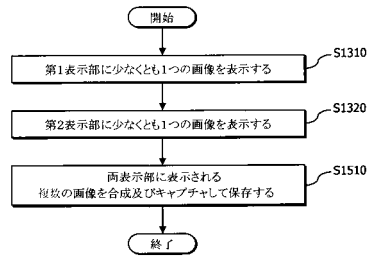 開始
第1表示部に少なくとも1つの画像を表示する
S1310
第2表示部に少なくとも1つの画像を表示する
S1320
両表示部に表示される
複数の画像を合成及びキャプチャして保存する
S1510
終了